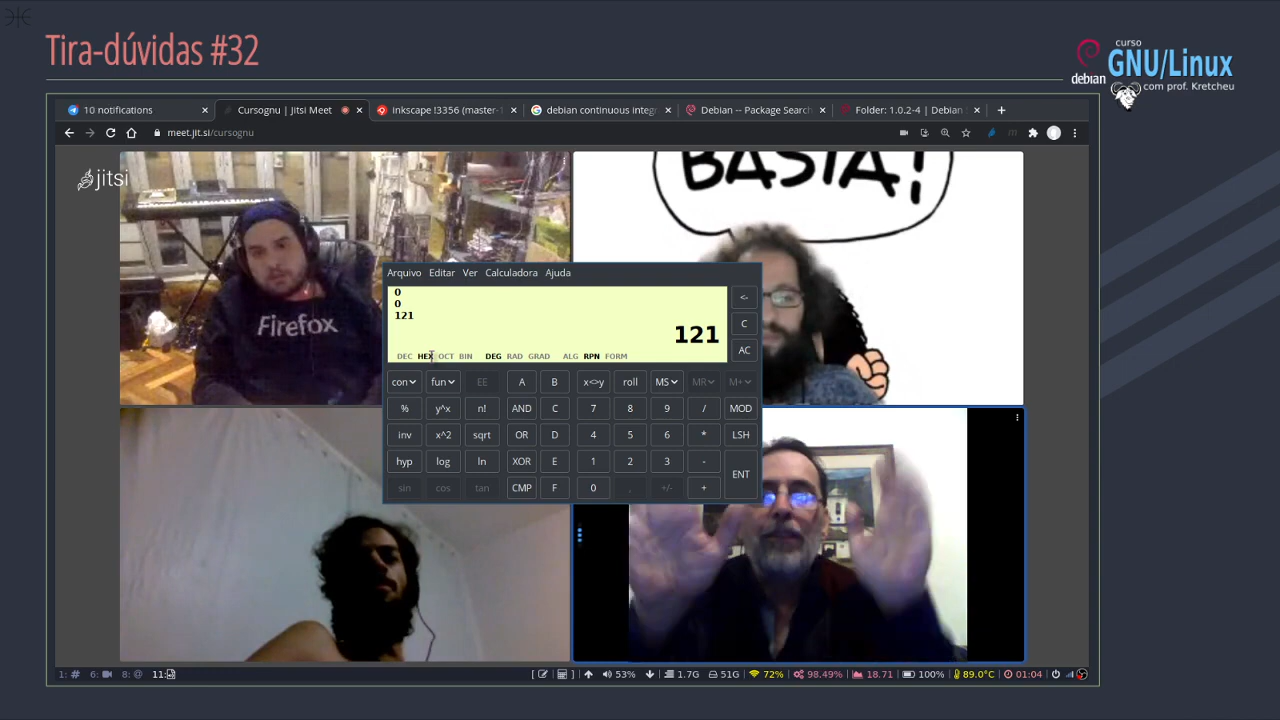 Tira-dúvidas #32
curso
GNU/Linux
debian
com prof. Kretcheu
10 notifications
Cursognu | Jitsi Meet
inkscape !3356 (master-
debian continuous integ
Debian -- Package Search
Folder: 1.0.2-4 | Debian
meet.jit.si/cursognu
jitsi
BASTA!
Firefox
Arquivo Editar Ver Calculadora Ajuda
0
0
121
121
DEC HEX OCT BIN DEG RAD GRAD ALG RPN FORM
<-
C
AC
con fun EE A B x<>y roll MS MR M+
% y^x n! AND C 7 8 9 / MOD
inv x^2 sqrt OR D 4 5 6 * LSH
hyp log ln XOR E 1 2 3 - ENT
sin cos tan CMP F 0 . +/- +
1: # 6: 8: @ 11: [ ] 53% 1.7G 51G 72% 98.49% 18.71 100% 89.0°C 01:04